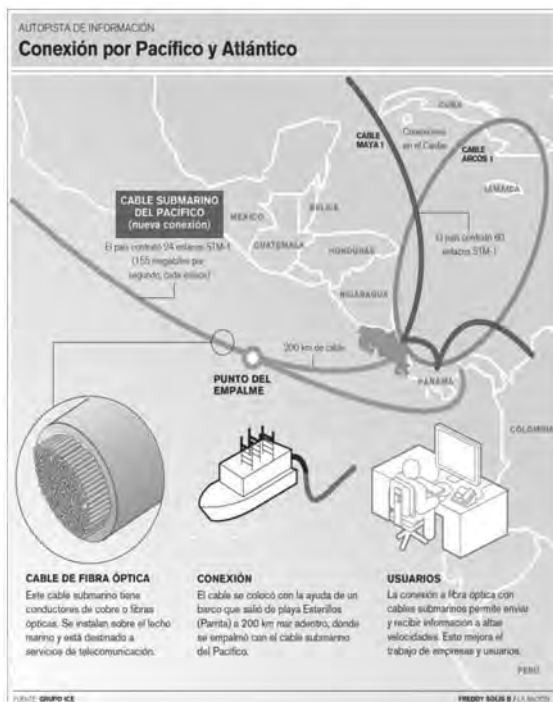 AUTOPISTA DE INFORMACIÓN
Conexión por Pacífico y Atlántico
CUBA
CABLE
MAYA I
Conexiones
en el Caribe
CABLE
ARCOS I
JAMAICA
CABLE SUBMARINO
DEL PACÍFICO
(nueva conexión)
El país contrató 24 enlaces STM-1
(155 megabites por
segundo, cada enlace)
MÉXICO
BELICE
GUATEMALA
HONDURAS
NICARAGUA
El país contrató 60
enlaces STM-1
200 km de cable
PUNTO DEL
EMPALME
PANAMÁ
COLOMBIA
CABLE DE FIBRA ÓPTICA
Este cable submarino tiene
conductores de cobre o fibras
ópticas. Se instalan sobre el lecho
marino y está destinado a
servicios de telecomunicación.
CONEXIÓN
El cable se colocó con la ayuda de un
barco que salió de playa Esterillos
(Parrita) a 200 km mar adentro, donde
se empalmó con el cable submarino
del Pacífico.
USUARIOS
La conexión a fibra óptica con
cables submarinos permite enviar
y recibir información a altas
velocidades. Esto mejora el
trabajo de empresas y usuarios.
PERÚ
FUENTE: GRUPO ICE
FREDDY SOLÍS B / LA NACIÓN